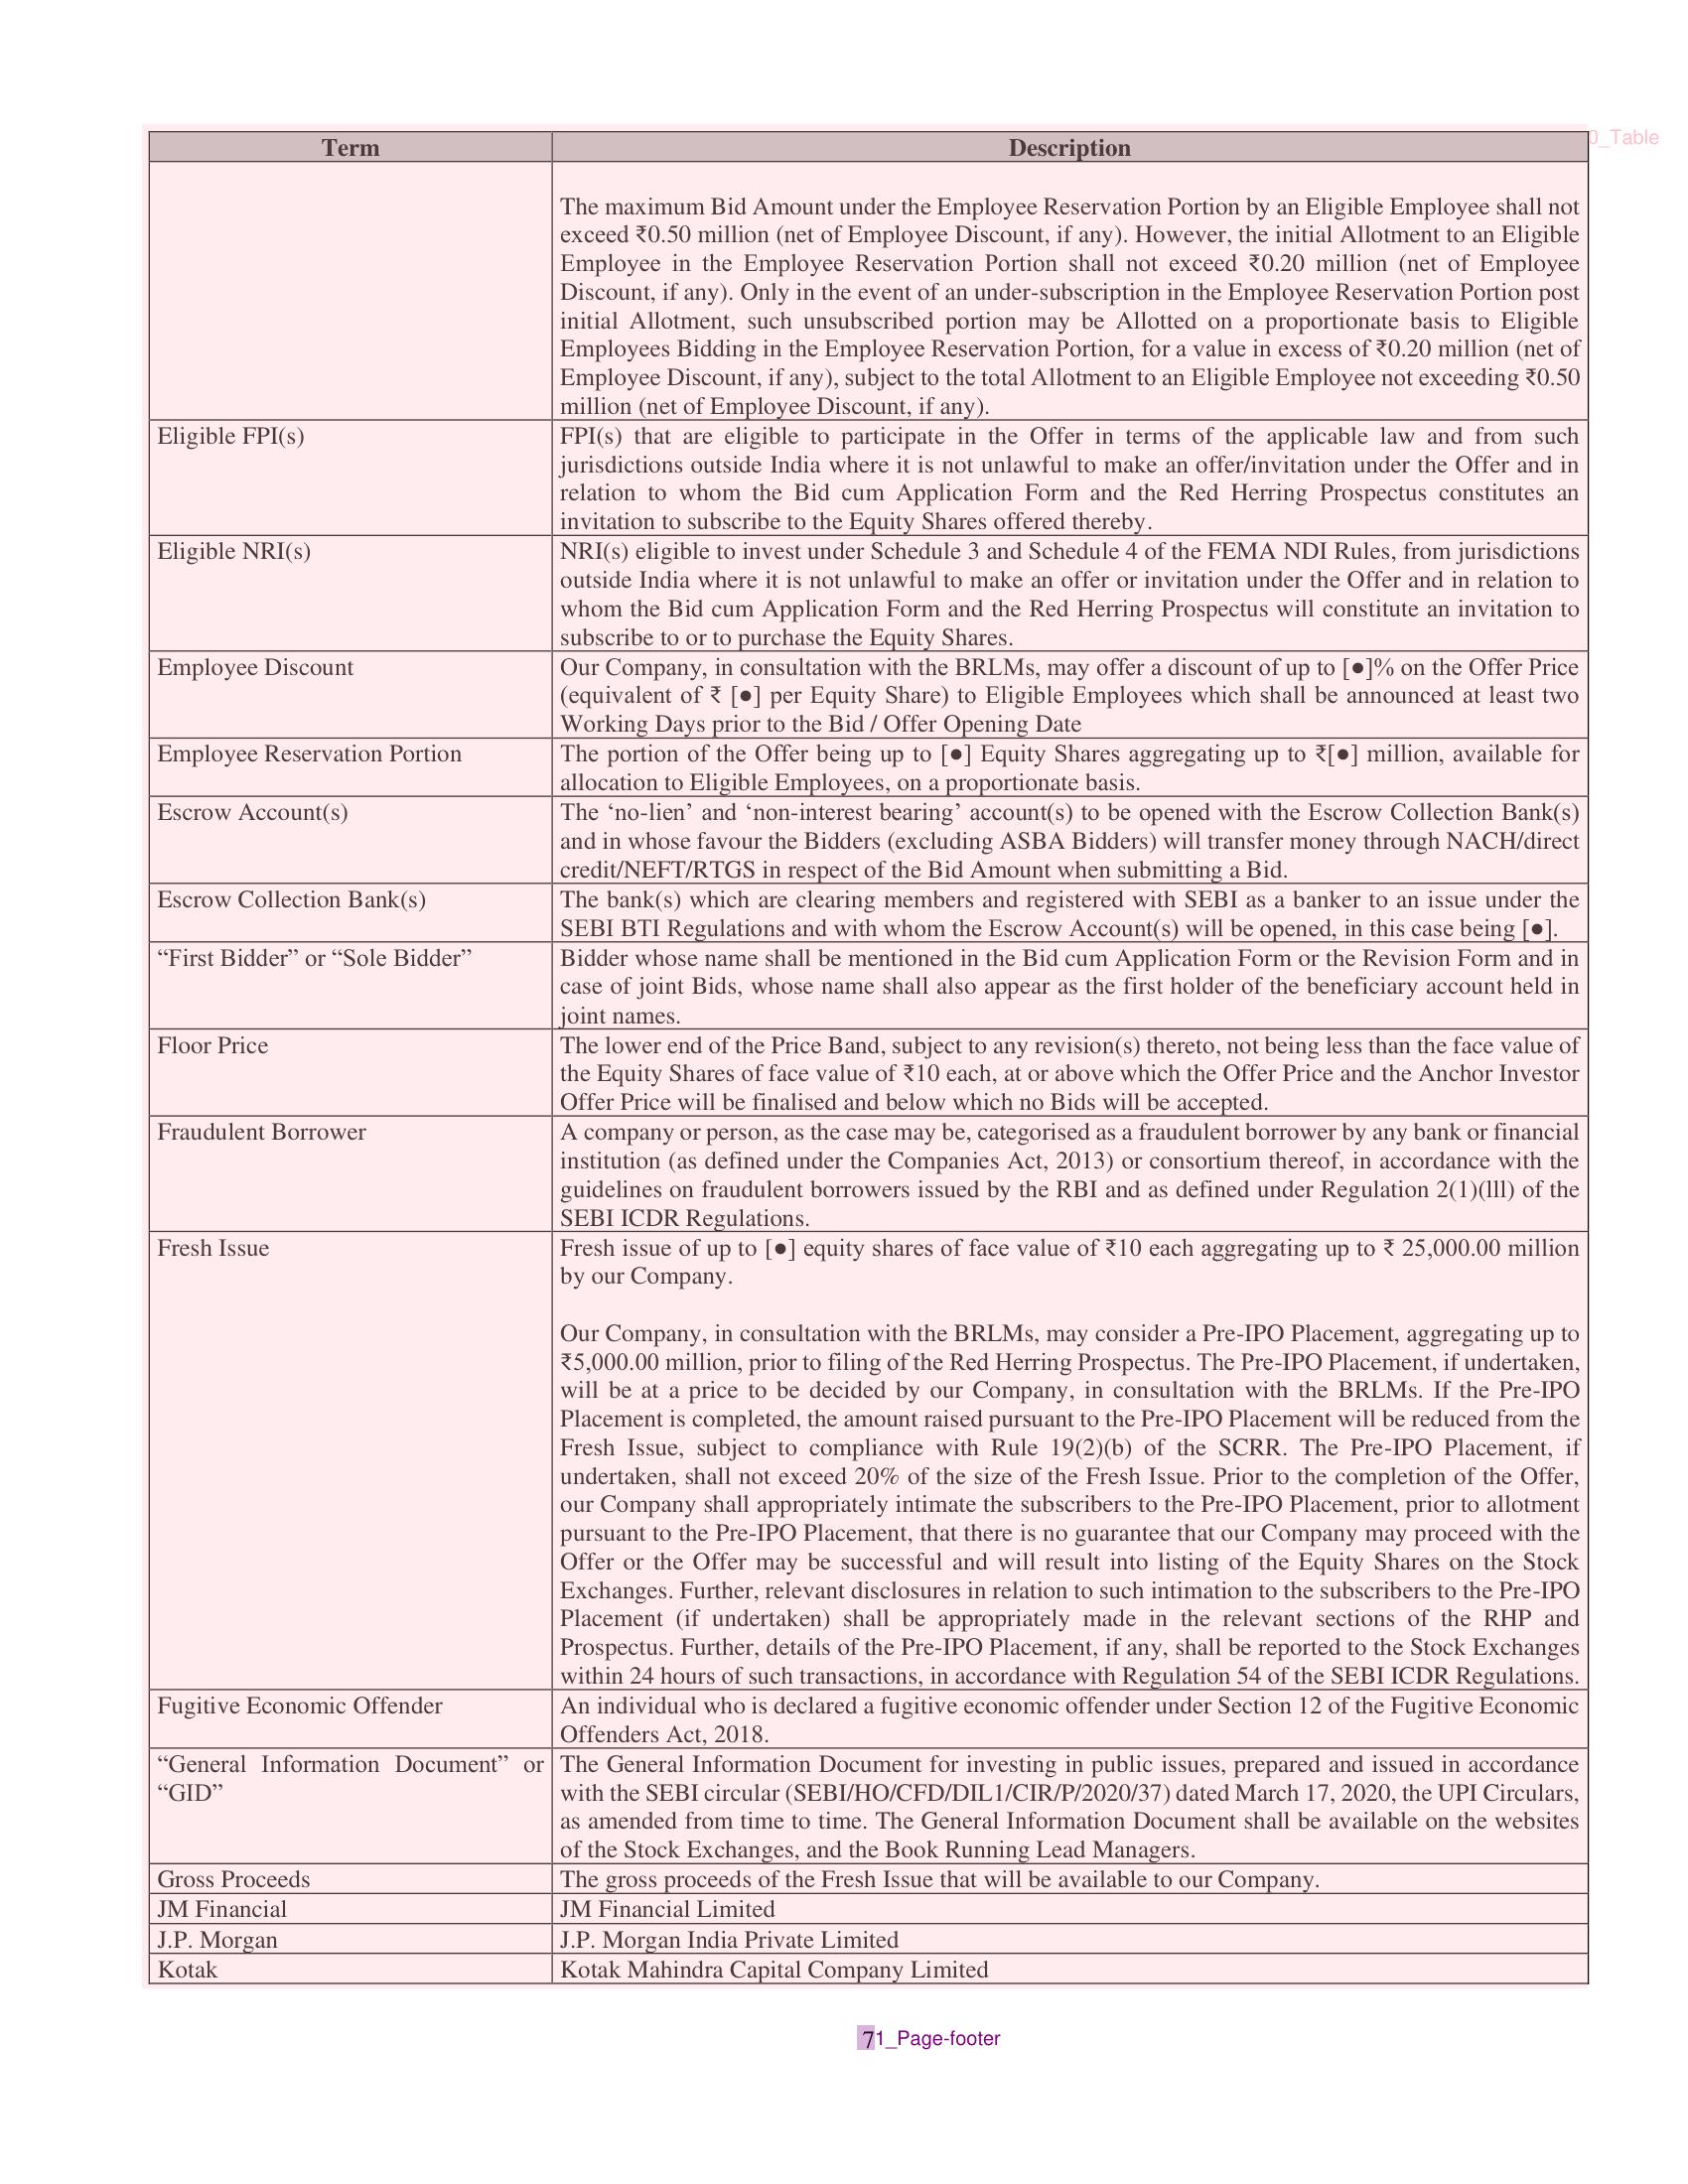 0_Table
Term Description
The maximum Bid Amount under the Employee Reservation Portion by an Eligible Employee shall not
exceed ₹0.50 million (net of Employee Discount, if any). However, the initial Allotment to an Eligible
Employee in the Employee Reservation Portion shall not exceed ₹0.20 million (net of Employee
Discount, if any). Only in the event of an under-subscription in the Employee Reservation Portion post
initial Allotment, such unsubscribed portion may be Allotted on a proportionate basis to Eligible
Employees Bidding in the Employee Reservation Portion, for a value in excess of ₹0.20 million (net of
Employee Discount, if any), subject to the total Allotment to an Eligible Employee not exceeding ₹0.50
million (net of Employee Discount, if any).
Eligible FPI(s) FPI(s) that are eligible to participate in the Offer in terms of the applicable law and from such
jurisdictions outside India where it is not unlawful to make an offer/invitation under the Offer and in
relation to whom the Bid cum Application Form and the Red Herring Prospectus constitutes an
invitation to subscribe to the Equity Shares offered thereby.
Eligible NRI(s) NRI(s) eligible to invest under Schedule 3 and Schedule 4 of the FEMA NDI Rules, from jurisdictions
outside India where it is not unlawful to make an offer or invitation under the Offer and in relation to
whom the Bid cum Application Form and the Red Herring Prospectus will constitute an invitation to
subscribe to or to purchase the Equity Shares.
Employee Discount Our Company, in consultation with the BRLMs, may offer a discount of up to [●]% on the Offer Price
(equivalent of ₹ [●] per Equity Share) to Eligible Employees which shall be announced at least two
Working Days prior to the Bid / Offer Opening Date
Employee Reservation Portion The portion of the Offer being up to [●] Equity Shares aggregating up to ₹[●] million, available for
allocation to Eligible Employees, on a proportionate basis.
Escrow Account(s) The ‘no-lien’ and ‘non-interest bearing’ account(s) to be opened with the Escrow Collection Bank(s)
and in whose favour the Bidders (excluding ASBA Bidders) will transfer money through NACH/direct
credit/NEFT/RTGS in respect of the Bid Amount when submitting a Bid.
Escrow Collection Bank(s) The bank(s) which are clearing members and registered with SEBI as a banker to an issue under the
SEBI BTI Regulations and with whom the Escrow Account(s) will be opened, in this case being [●].
“First Bidder” or “Sole Bidder” Bidder whose name shall be mentioned in the Bid cum Application Form or the Revision Form and in
case of joint Bids, whose name shall also appear as the first holder of the beneficiary account held in
joint names.
Floor Price The lower end of the Price Band, subject to any revision(s) thereto, not being less than the face value of
the Equity Shares of face value of ₹10 each, at or above which the Offer Price and the Anchor Investor
Offer Price will be finalised and below which no Bids will be accepted.
Fraudulent Borrower A company or person, as the case may be, categorised as a fraudulent borrower by any bank or financial
institution (as defined under the Companies Act, 2013) or consortium thereof, in accordance with the
guidelines on fraudulent borrowers issued by the RBI and as defined under Regulation 2(1)(lll) of the
SEBI ICDR Regulations.
Fresh Issue Fresh issue of up to [●] equity shares of face value of ₹10 each aggregating up to ₹ 25,000.00 million
by our Company.
Our Company, in consultation with the BRLMs, may consider a Pre-IPO Placement, aggregating up to
₹5,000.00 million, prior to filing of the Red Herring Prospectus. The Pre-IPO Placement, if undertaken,
will be at a price to be decided by our Company, in consultation with the BRLMs. If the Pre-IPO
Placement is completed, the amount raised pursuant to the Pre-IPO Placement will be reduced from the
Fresh Issue, subject to compliance with Rule 19(2)(b) of the SCRR. The Pre-IPO Placement, if
undertaken, shall not exceed 20% of the size of the Fresh Issue. Prior to the completion of the Offer,
our Company shall appropriately intimate the subscribers to the Pre-IPO Placement, prior to allotment
pursuant to the Pre-IPO Placement, that there is no guarantee that our Company may proceed with the
Offer or the Offer may be successful and will result into listing of the Equity Shares on the Stock
Exchanges. Further, relevant disclosures in relation to such intimation to the subscribers to the Pre-IPO
Placement (if undertaken) shall be appropriately made in the relevant sections of the RHP and
Prospectus. Further, details of the Pre-IPO Placement, if any, shall be reported to the Stock Exchanges
within 24 hours of such transactions, in accordance with Regulation 54 of the SEBI ICDR Regulations.
Fugitive Economic Offender An individual who is declared a fugitive economic offender under Section 12 of the Fugitive Economic
Offenders Act, 2018.
“General Information Document” or The General Information Document for investing in public issues, prepared and issued in accordance
“GID” with the SEBI circular (SEBI/HO/CFD/DIL1/CIR/P/2020/37) dated March 17, 2020, the UPI Circulars,
as amended from time to time. The General Information Document shall be available on the websites
of the Stock Exchanges, and the Book Running Lead Managers.
Gross Proceeds The gross proceeds of the Fresh Issue that will be available to our Company.
JM Financial JM Financial Limited
J.P. Morgan J.P. Morgan India Private Limited
Kotak Kotak Mahindra Capital Company Limited
7 1_Page-footer